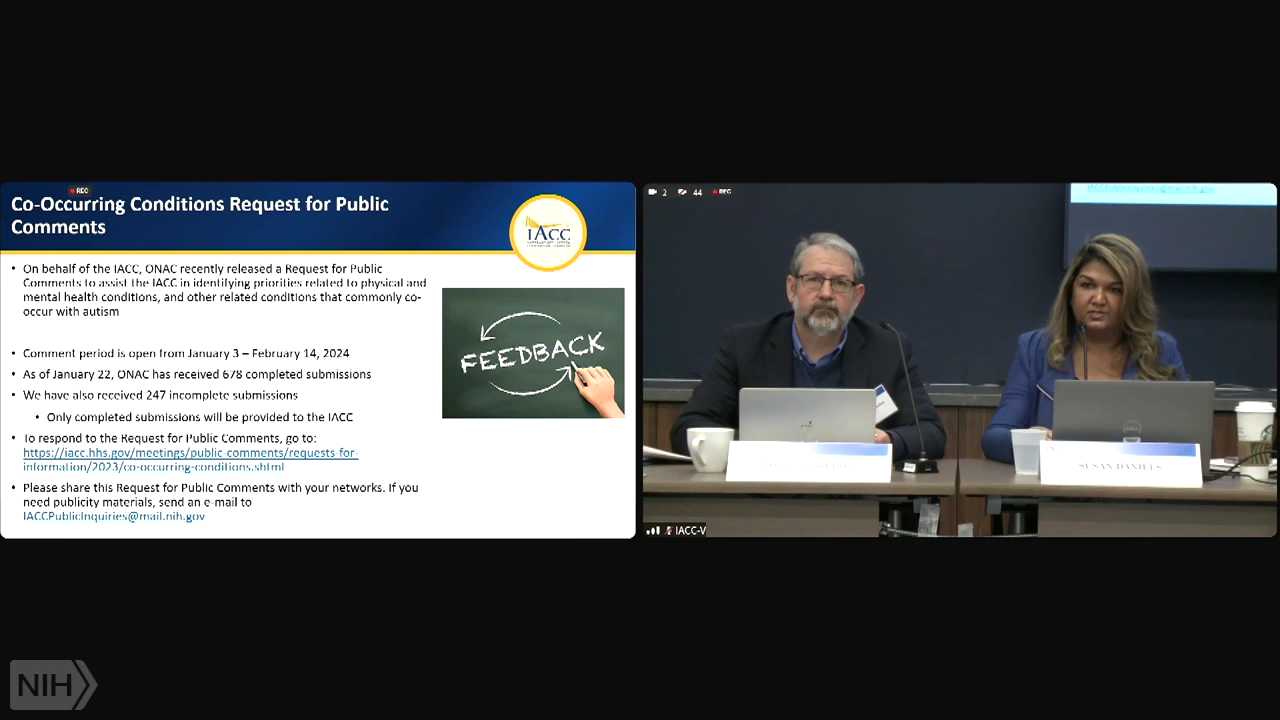 REC
Co-Occurring Conditions Request for Public
Comments
IACC
• On behalf of the IACC, ONAC recently released a Request for Public
Comments to assist the IACC in identifying priorities related to physical and
mental health conditions, and other related conditions that commonly co-
occur with autism
• Comment period is open from January 3 – February 14, 2024
• As of January 22, ONAC has received 678 completed submissions
• We have also received 247 incomplete submissions
• Only completed submissions will be provided to the IACC
• To respond to the Request for Public Comments, go to:
https://iacc.hhs.gov/meetings/public-comments/requests-for-
information/2023/co-occurring-conditions.shtml
• Please share this Request for Public Comments with your networks. If you
need publicity materials, send an e-mail to
IACCPublicInquiries@mail.nih.gov
FEEDBACK
2 44 REC
IACCPublicInquiries@mail.nih.gov
SUSAN DANIELS
IACC-V
NIH